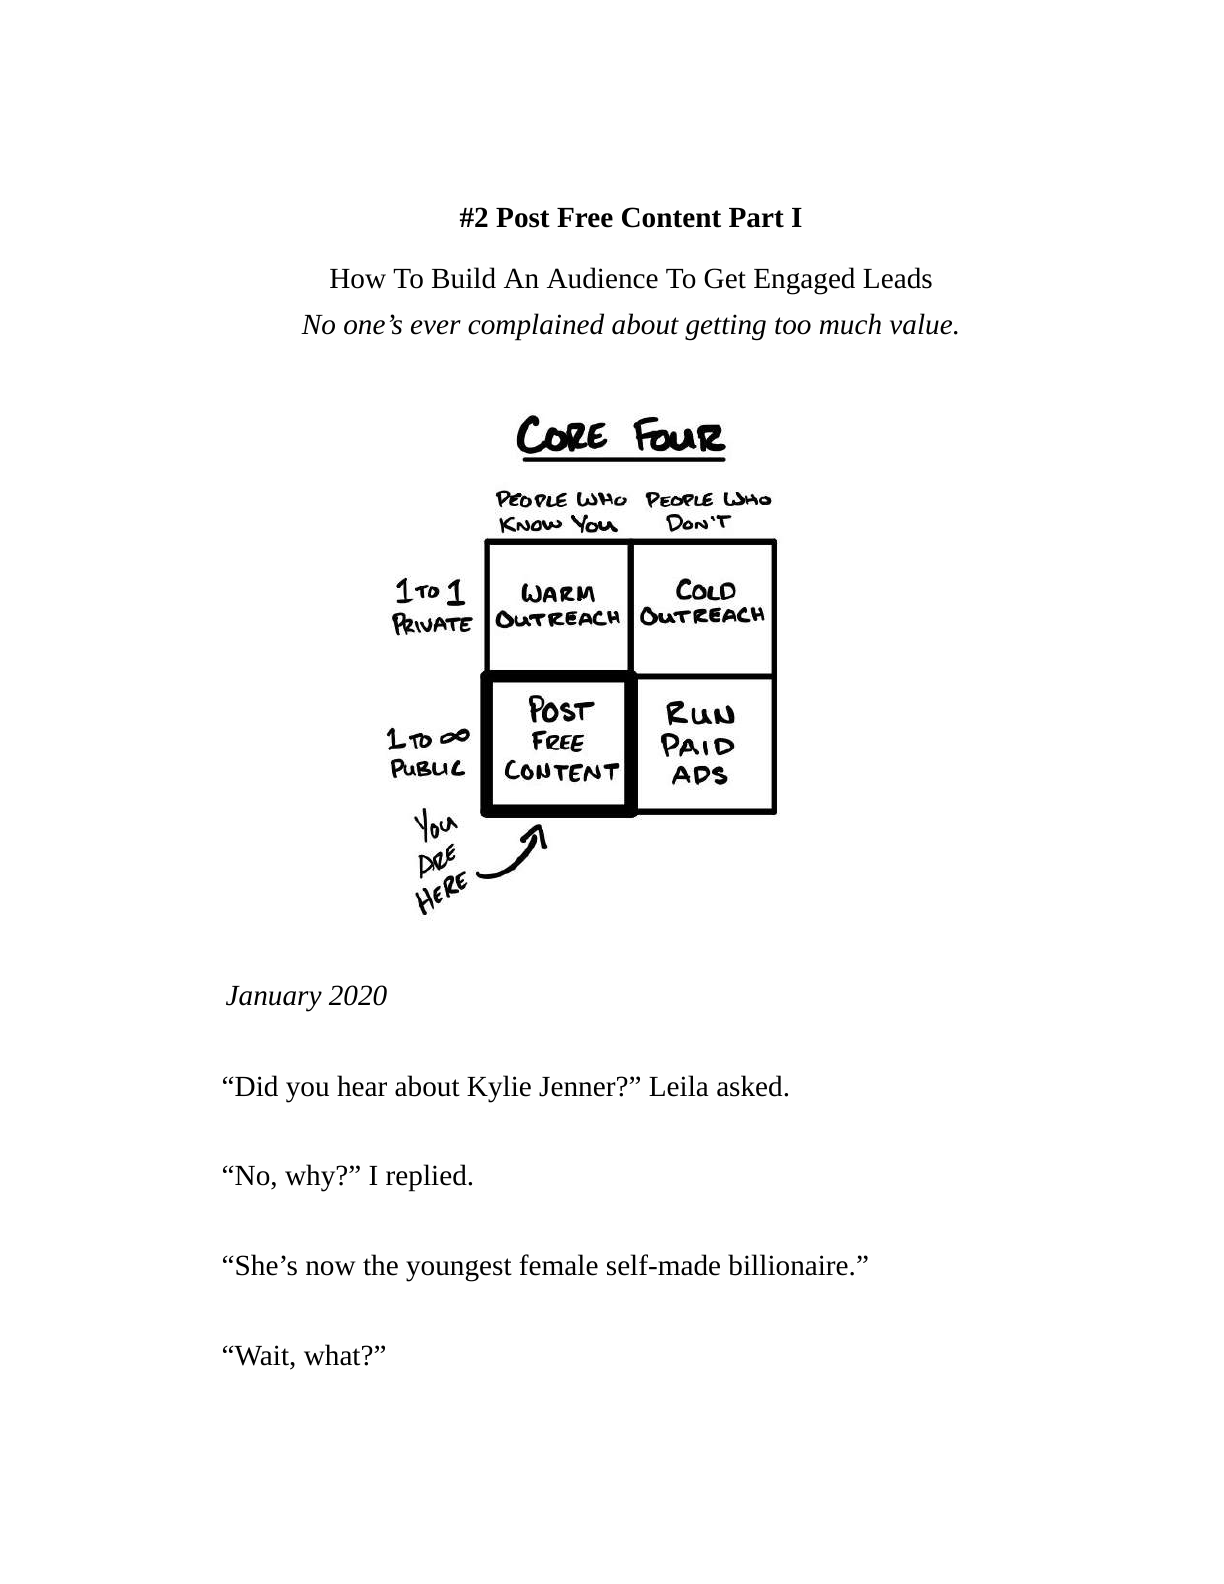 #2 Post Free Content Part I
How To Build An Audience To Get Engaged Leads
No one’s ever complained about getting too much value.
CORE FOUR
PEOPLE WHO KNOW YOU
PEOPLE WHO DON'T
1 TO 1 PRIVATE
WARM OUTREACH
COLD OUTREACH
1 TO ∞ PUBLIC
POST FREE CONTENT
RUN PAID ADS
YOU ARE HERE
January 2020
“Did you hear about Kylie Jenner?” Leila asked.
“No, why?” I replied.
“She’s now the youngest female self-made billionaire.”
“Wait, what?”